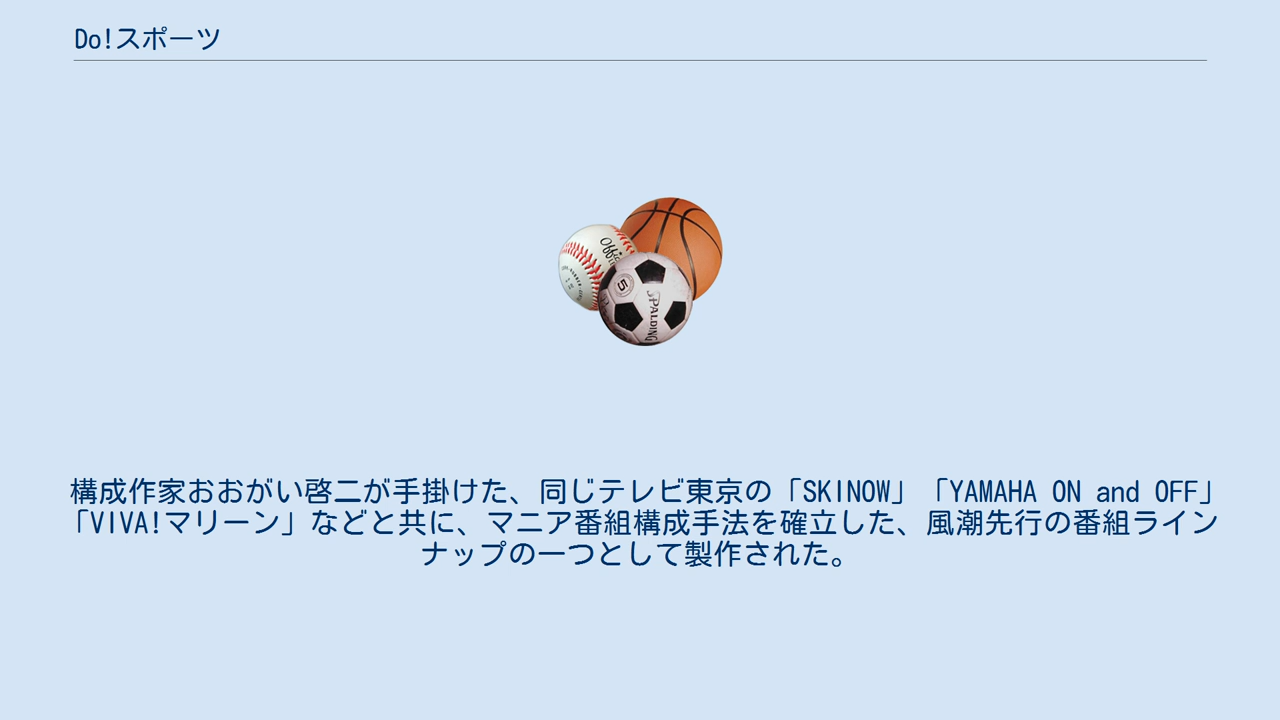 Do!スポーツ
5
SPALDING
構成作家おおがい啓二が手掛けた、同じテレビ東京の「SKINOW」「YAMAHA ON and OFF」
「VIVA!マリーン」などと共に、マニア番組構成手法を確立した、風潮先行の番組ライン
ナップの一つとして製作された。